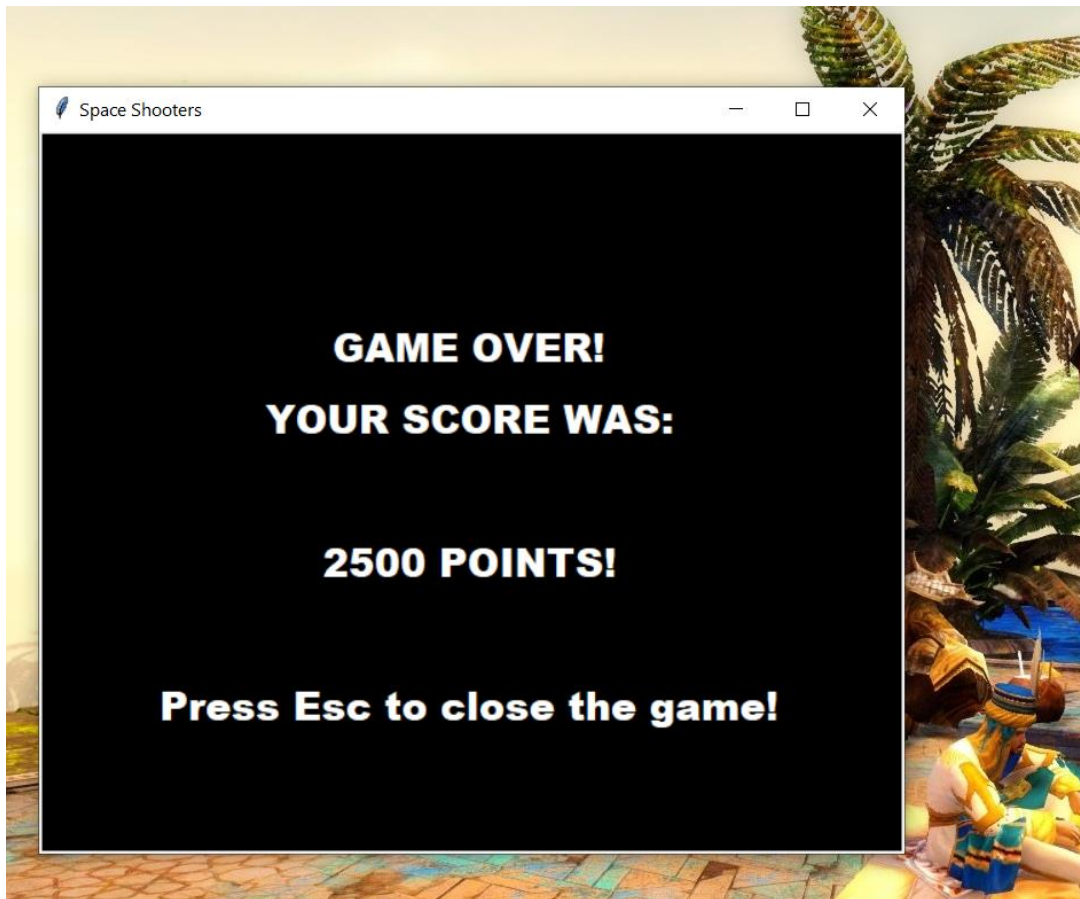 Space Shooters
GAME OVER!
YOUR SCORE WAS:
2500 POINTS!
Press Esc to close the game!